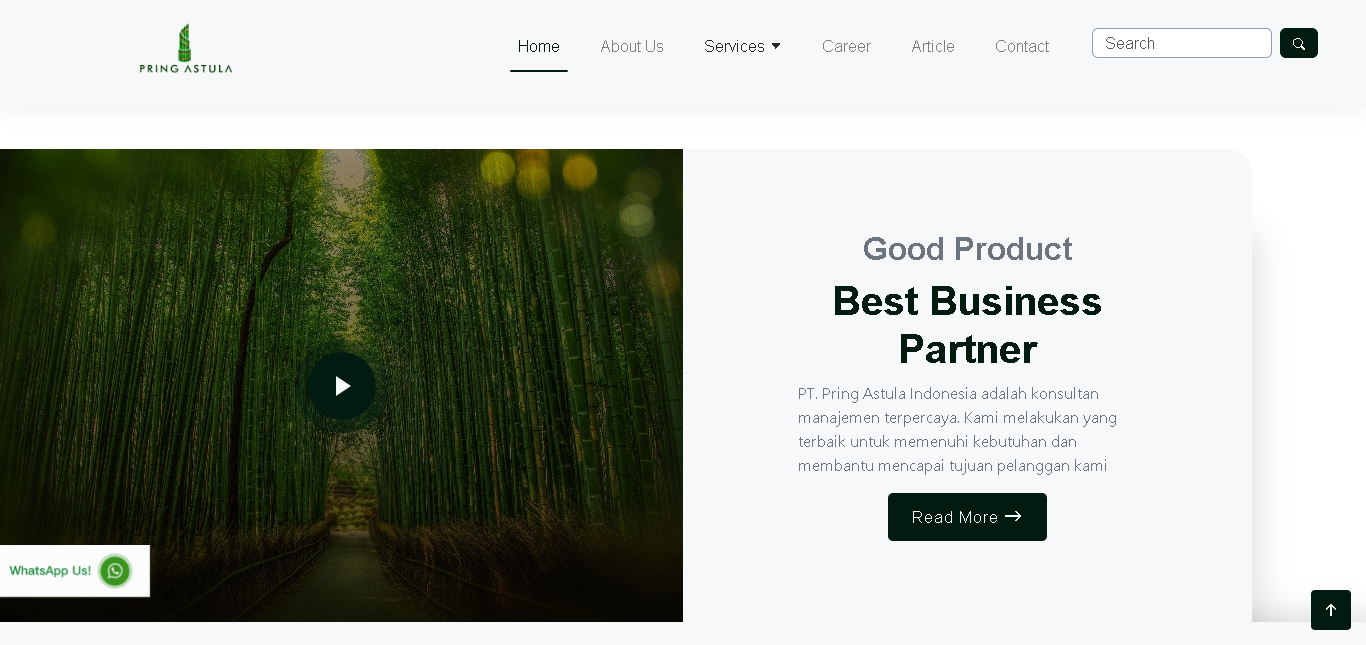 PRING ASTULA
Home
About Us
Services
Career
Article
Contact
Search
Good Product
Best Business
Partner
PT. Pring Astula Indonesia adalah konsultan
manajemen terpercaya. Kami melakukan yang
terbaik untuk memenuhi kebutuhan dan
membantu mencapai tujuan pelanggan kami
Read More →
WhatsApp Us!